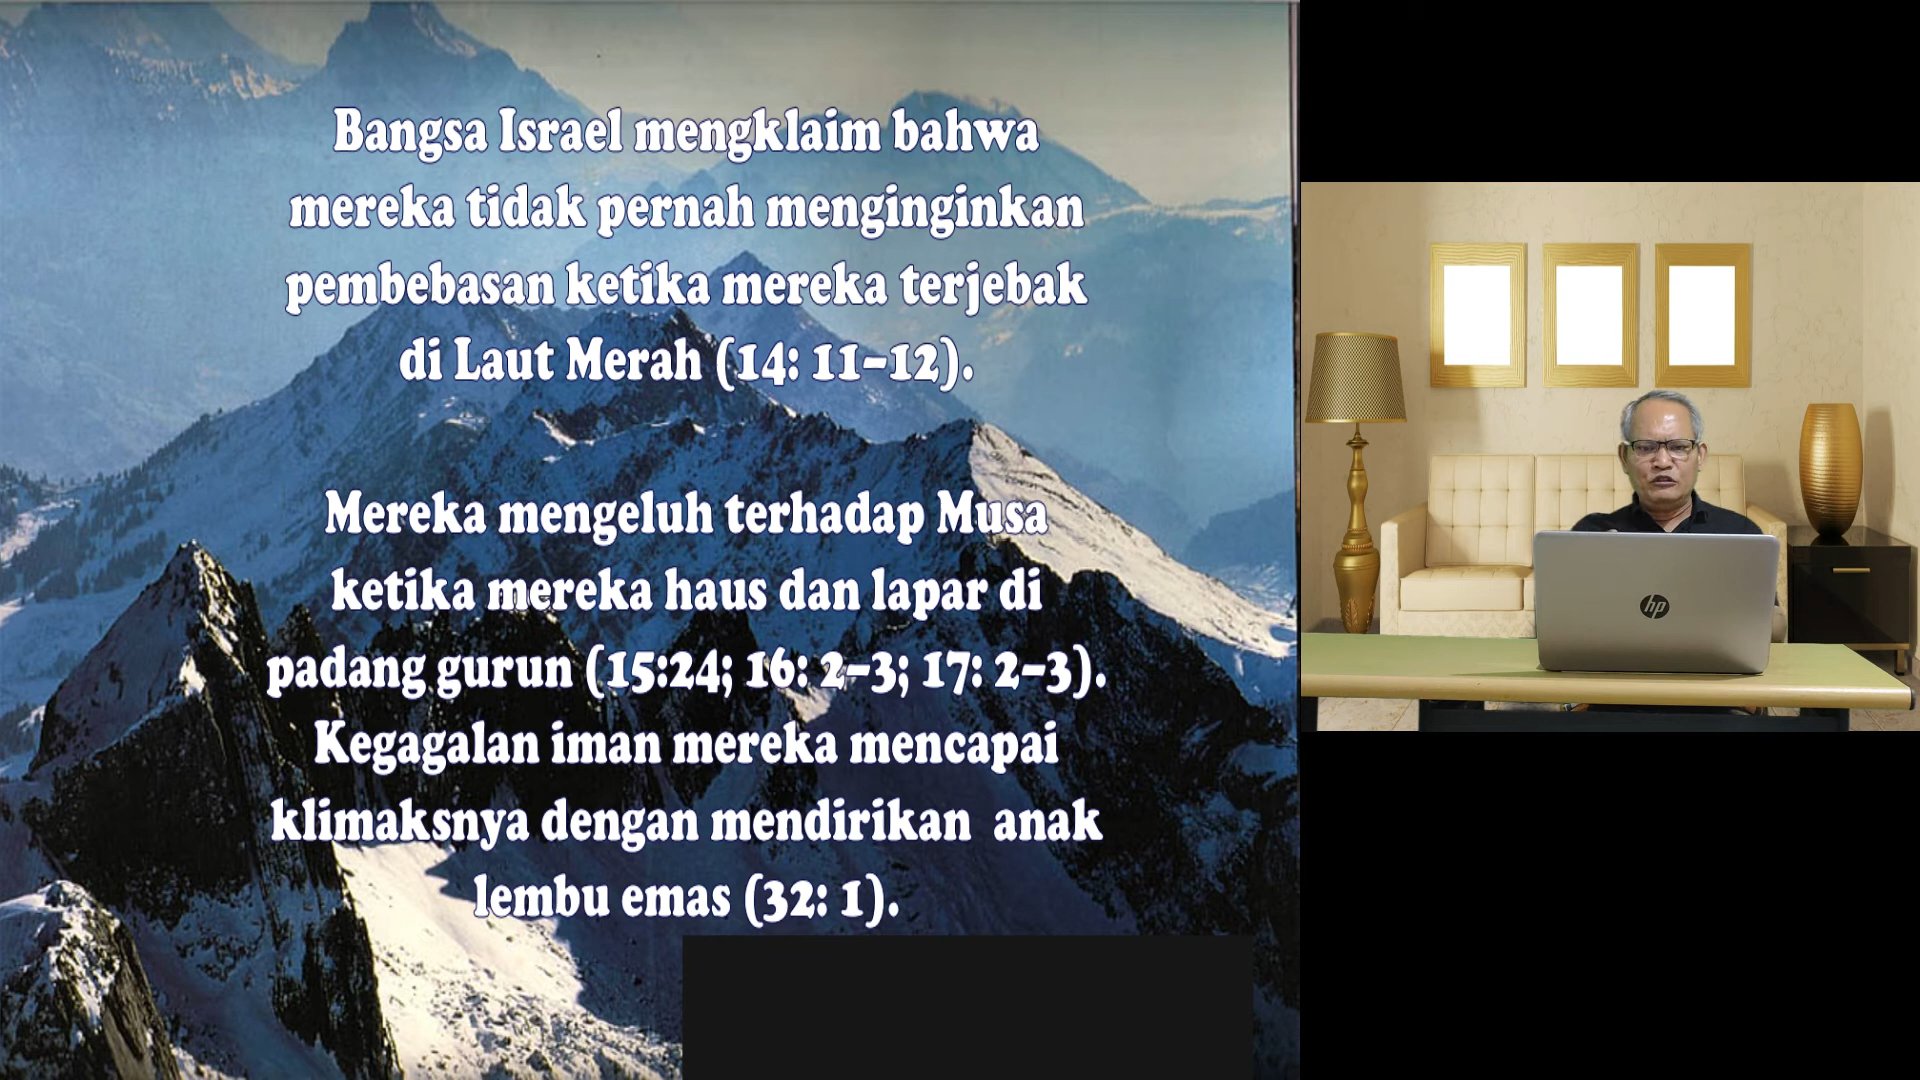 Bangsa Israel mengklaim bahwa
mereka tidak pernah menginginkan
pembebasan ketika mereka terjebak
di Laut Merah (14: 11-12).
Mereka mengeluh terhadap Musa
ketika mereka haus dan lapar di
padang gurun (15:24; 16: 2-3; 17: 2-3).
Kegagalan iman mereka mencapai
klimaksnya dengan mendirikan  anak
lembu emas (32: 1).
hp